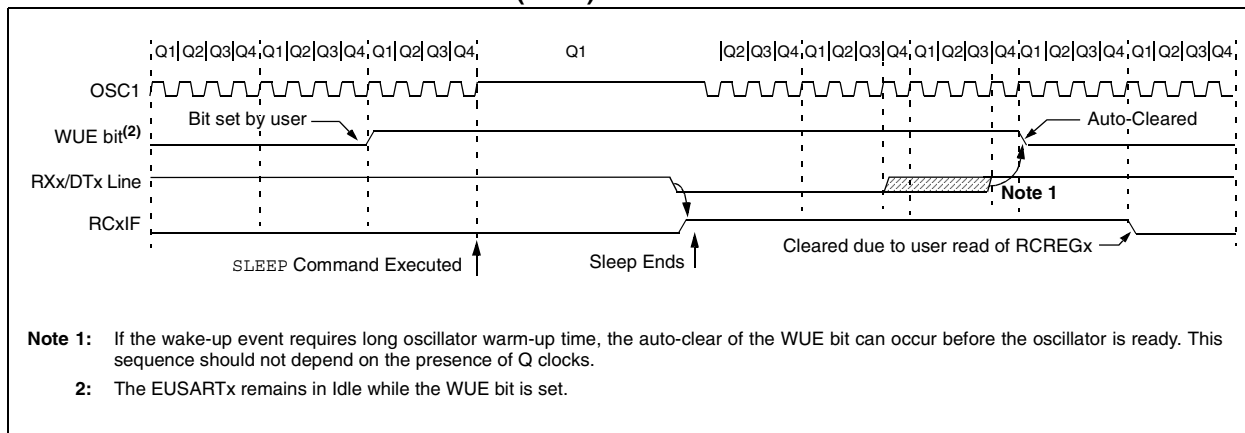 Q1 Q2 Q3 Q4 Q1 Q2 Q3 Q4 Q1 Q2 Q3 Q4 Q1 Q2 Q3 Q4 Q1 Q2 Q3 Q4 Q1 Q2 Q3 Q4 Q1 Q2 Q3 Q4 Q1 Q2 Q3 Q4
OSC1
Bit set by user
Auto-Cleared
WUE bit(2)
RXx/DTx Line
Note 1
RCxIF
Cleared due to user read of RCREGx
SLEEP Command Executed
Sleep Ends
Note 1: If the wake-up event requires long oscillator warm-up time, the auto-clear of the WUE bit can occur before the oscillator is ready. This
sequence should not depend on the presence of Q clocks.
2: The EUSARTx remains in Idle while the WUE bit is set.